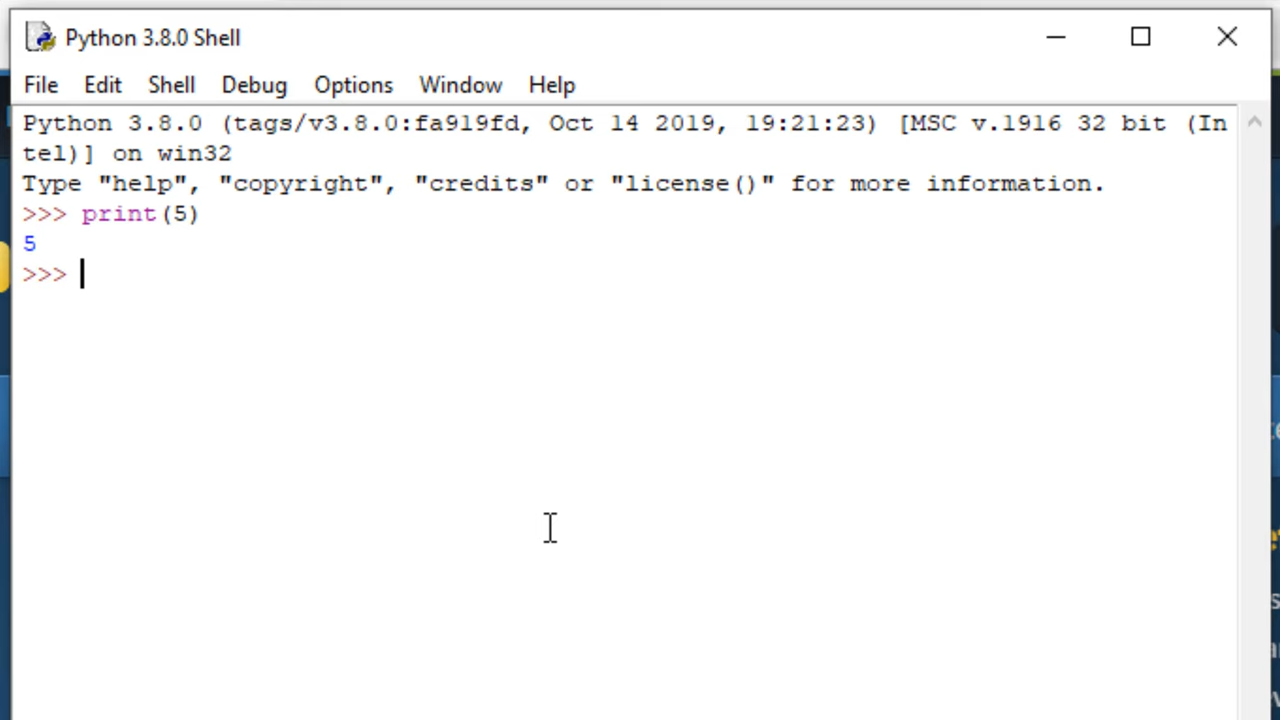 Python 3.8.0 Shell
File Edit Shell Debug Options Window Help
Python 3.8.0 (tags/v3.8.0:fa919fd, Oct 14 2019, 19:21:23) [MSC v.1916 32 bit (In
tel)] on win32
Type "help", "copyright", "credits" or "license()" for more information.
>>> print(5)
5
>>>